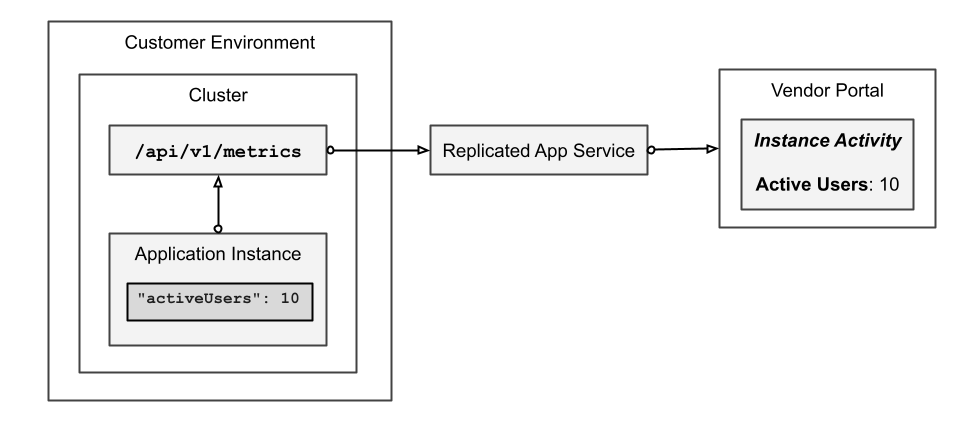 Customer Environment
Cluster
/api/v1/metrics
Application Instance
"activeUsers": 10
Replicated App Service
Vendor Portal
Instance Activity
Active Users: 10